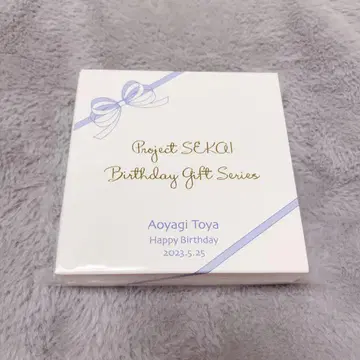 Project SEKAI
Birthday Gift Series
Aoyagi Toya
Happy Birthday
2023.5.25